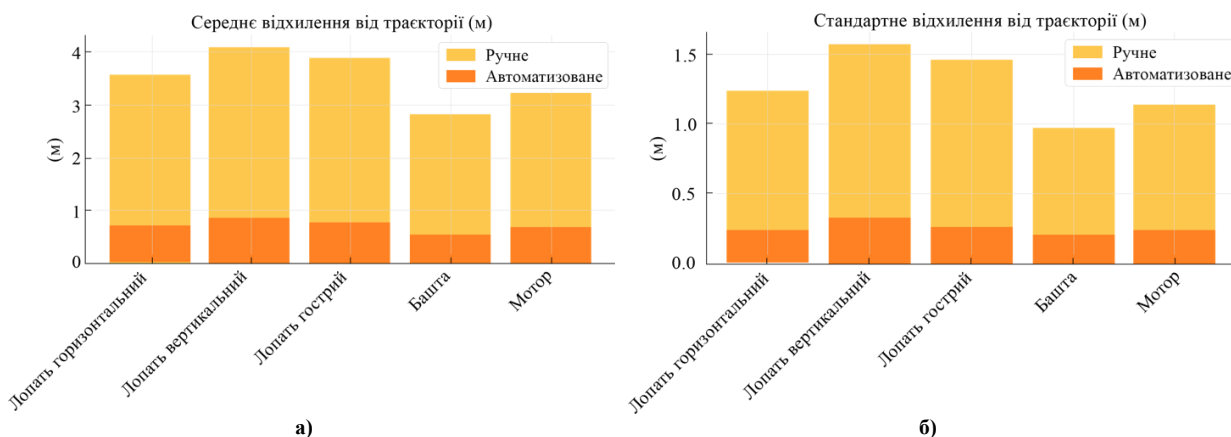 Середнє відхилення від траєкторії (м)
Ручне
Автоматизоване
(м)
4
3
2
1
0
Лопать горизонтальний
Лопать вертикальний
Лопать гострий
Башта
Мотор
а)
Стандартне відхилення від траєкторії (м)
Ручне
Автоматизоване
(м)
1.5
1.0
0.5
0.0
Лопать горизонтальний
Лопать вертикальний
Лопать гострий
Башта
Мотор
б)